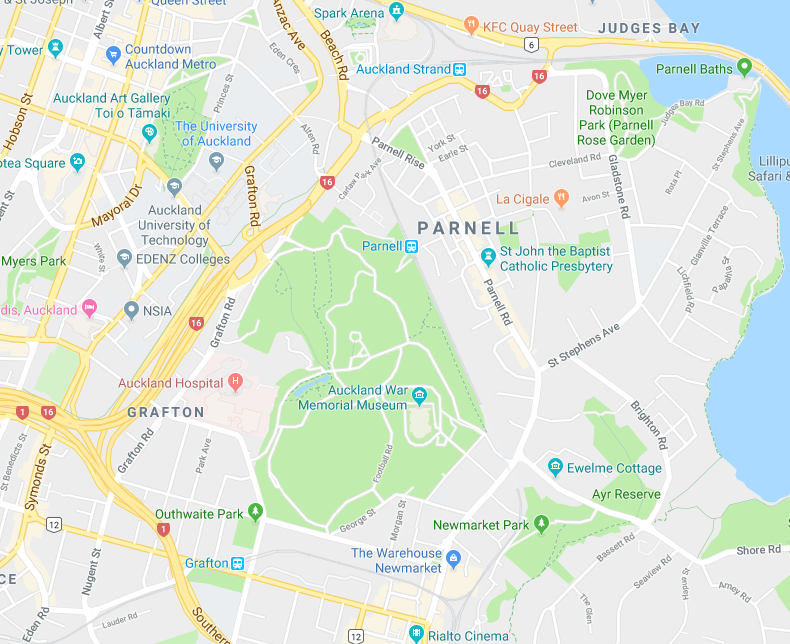 Queen Street
& St Joseph
Albert St
Anzac Ave
Spark Arena
KFC Quay Street
JUDGES BAY
6
Tower
Countdown
Auckland Metro
Eden Cres
Beach Rd
Auckland Strand
16
16
Parnell Baths
Hobson St
Princes St
Auckland Art Gallery
Toi o Tāmaki
Dove Myer
Robinson
Park (Parnell
Rose Garden)
Judges Bay Rd
The University
of Auckland
Alten Rd
Parnell Rise
York St
Earle St
St Stephens Ave
otea Square
Cleveland Rd
Lillipu
Safari &
Grafton Rd
16
Carlaw Park Ave
Gladstone Rd
Rota Pl
Mayoral Dr
La Cigale
Avon St
Auckland
University of
Technology
PARNELL
Glanville Terrace
Parnell
St John the Baptist
Catholic Presbytery
Myers Park
White St
EDENZ Colleges
Lichfield Rd
Papahia St
dis, Auckland
NSIA
16
Grafton Rd
Parnell Rd
St Stephens Ave
Auckland Hospital
Auckland War
Memorial Museum
1
16
GRAFTON
Brighton Rd
Grafton Rd
St Benedicts St
Symonds St
Park Ave
Football Rd
Ewelme Cottage
Ayr Reserve
Outhwaite Park
George St
Morgan St
Newmarket Park
12
1
Bassett Rd
Shore Rd
Grafton
The Warehouse
Newmarket
Nugent St
Seaview Rd
Hapua St
Arney Rd
CE
The Glen
Eden Rd
Lauder Rd
Southern
12
Rialto Cinema